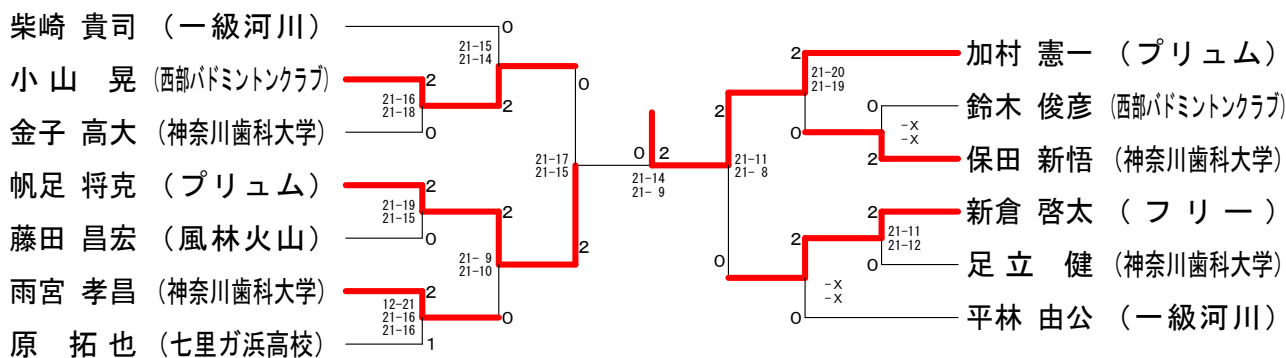 柴崎 貴司 (一級河川)
0
21-15
21-14
小山 晃 (西部バドミントンクラブ)
2
21-16
21-18
2
0
金子 高大 (神奈川歯科大学)
0
21-17
21-15
帆足 将克 (プリュム)
2
21-19
21-15
2
藤田 昌宏 (風林火山)
0
21- 9
21-10
2
雨宮 孝昌 (神奈川歯科大学)
2
12-21
21-16
21-16
0
原 拓也 (七里ガ浜高校)
1
0 2
21-14
21- 9
2
加村 憲一 (プリュム)
21-20
21-19
2
0
鈴木 俊彦 (西部バドミントンクラブ)
-X
-X
0
2
保田 新悟 (神奈川歯科大学)
21-11
21- 8
2
新倉 啓太 (フリー)
21-11
21-12
2
0
0
足立 健 (神奈川歯科大学)
-X
-X
0
平林 由公 (一級河川)